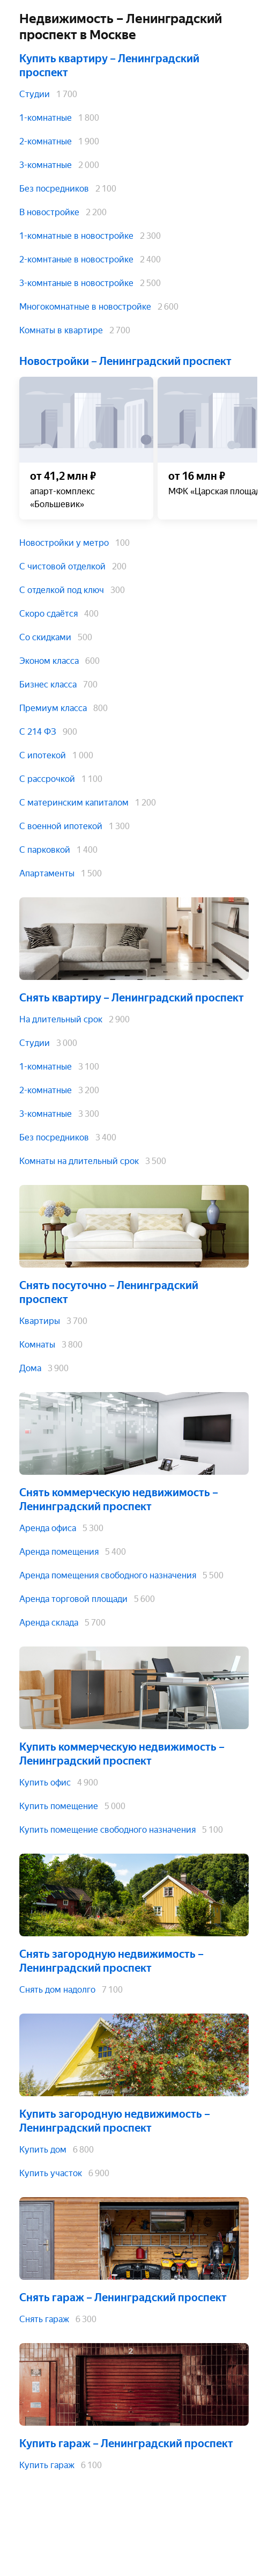 Недвижимость – Ленинградский
проспект в Москве
Купить квартиру – Ленинградский
проспект
Студии 1 700
1-комнатные 1 800
2-комнатные 1 900
3-комнатные 2 000
Без посредников 2 100
В новостройке 2 200
1-комнатные в новостройке 2 300
2-комнтаные в новостройке 2 400
3-комнтаные в новостройке 2 500
Многокомнатные в новостройке 2 600
Комнаты в квартире 2 700
Новостройки – Ленинградский проспект
от 41,2 млн ₽
апарт-комплекс
«Большевик»
от 16 млн ₽
МФК «Царская площад
Новостройки у метро 100
С чистовой отделкой 200
С отделкой под ключ 300
Скоро сдаётся 400
Со скидками 500
Эконом класса 600
Бизнес класса 700
Премиум класса 800
С 214 ФЗ 900
С ипотекой 1 000
С рассрочкой 1 100
С материнским капиталом 1 200
С военной ипотекой 1 300
С парковкой 1 400
Апартаменты 1 500
Снять квартиру – Ленинградский проспект
На длительный срок 2 900
Студии 3 000
1-комнатные 3 100
2-комнатные 3 200
3-комнатные 3 300
Без посредников 3 400
Комнаты на длительный срок 3 500
Снять посуточно – Ленинградский
проспект
Квартиры 3 700
Комнаты 3 800
Дома 3 900
Снять коммерческую недвижимость –
Ленинградский проспект
Аренда офиса 5 300
Аренда помещения 5 400
Аренда помещения свободного назначения 5 500
Аренда торговой площади 5 600
Аренда склада 5 700
Купить коммерческую недвижимость –
Ленинградский проспект
Купить офис 4 900
Купить помещение 5 000
Купить помещение свободного назначения 5 100
Снять загородную недвижимость –
Ленинградский проспект
Снять дом надолго 7 100
Купить загородную недвижимость –
Ленинградский проспект
Купить дом 6 800
Купить участок 6 900
Снять гараж – Ленинградский проспект
Снять гараж 6 300
2
Купить гараж – Ленинградский проспект
Купить гараж 6 100